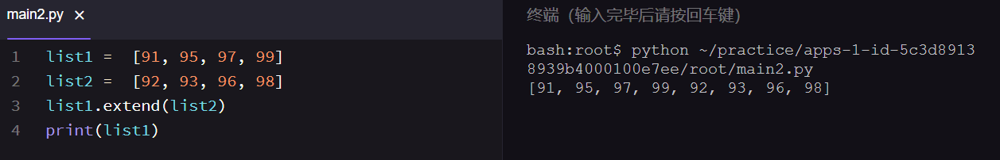 main2.py ×
1 list1 =  [91, 95, 97, 99]
2 list2 =  [92, 93, 96, 98]
3 list1.extend(list2)
4 print(list1)
终端（输入完毕后请按回车键）
bash:root$ python ~/practice/apps-1-id-5c3d8913
8939b4000100e7ee/root/main2.py
[91, 95, 97, 99, 92, 93, 96, 98]